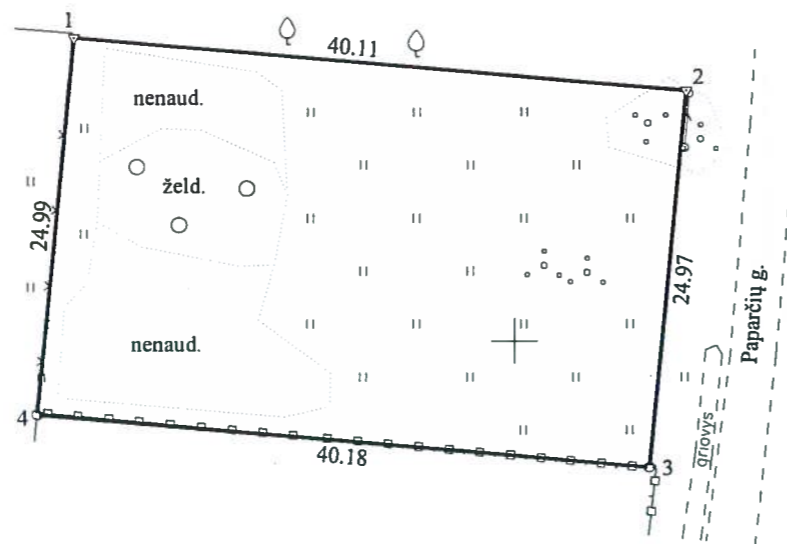 1
40.11
2
nenaud.
želd.
24.99
24.97
Paparčių g.
nenaud.
griovys
4
40.18
3